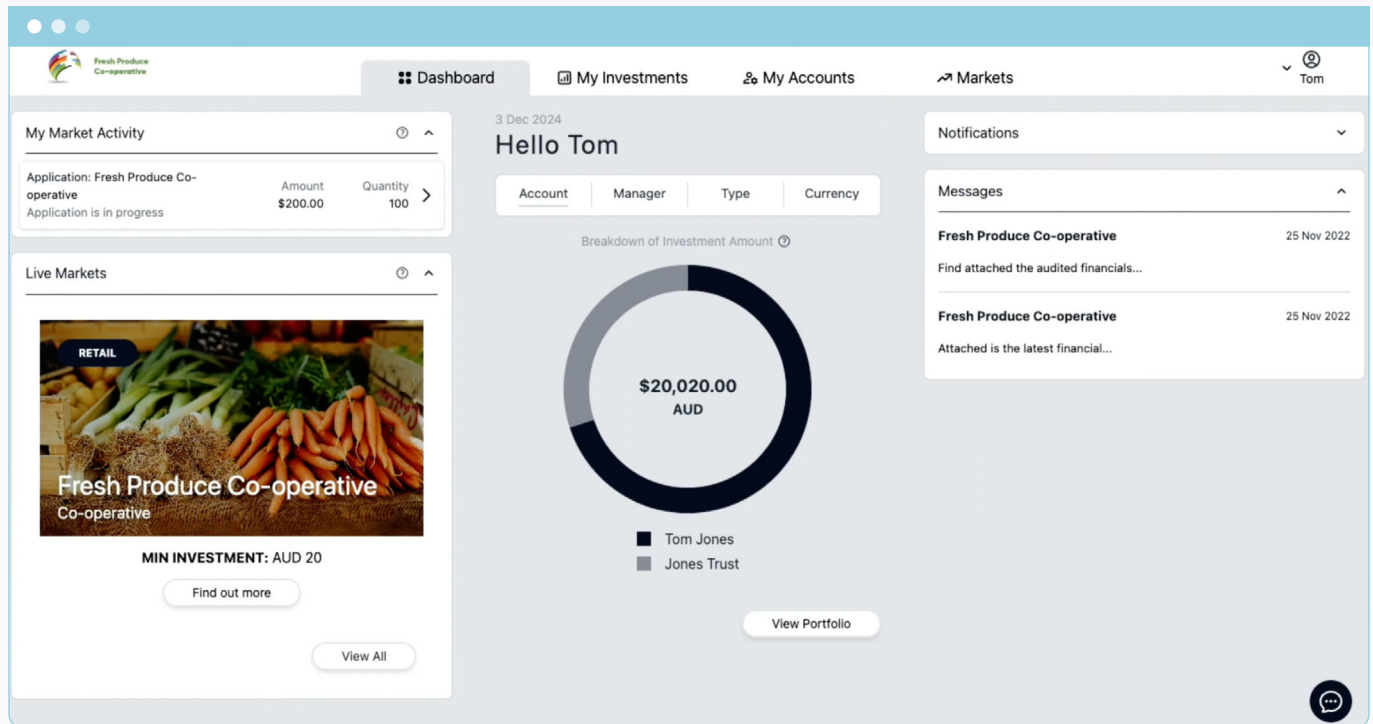 Fresh Produce
Co-operative
Dashboard
My Investments
My Accounts
Markets
Tom
My Market Activity
Application: Fresh Produce Co-
operative
Application is in progress
Amount
$200.00
Quantity
100
Live Markets
RETAIL
Fresh Produce Co-operative
Co-operative
MIN INVESTMENT: AUD 20
Find out more
View All
3 Dec 2024
Hello Tom
Account
Manager
Type
Currency
Breakdown of Investment Amount
$20,020.00
AUD
Tom Jones
Jones Trust
View Portfolio
Notifications
Messages
Fresh Produce Co-operative
25 Nov 2022
Find attached the audited financials...
Fresh Produce Co-operative
25 Nov 2022
Attached is the latest financial...